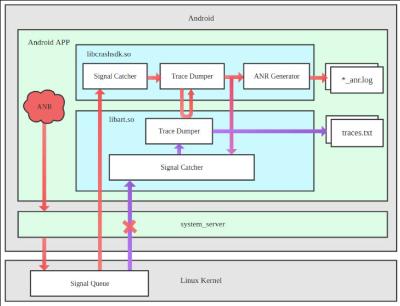 Android
Android APP
libcrashsdk.so
Signal Catcher
Trace Dumper
ANR Generator
*_anr.log
ANR
libart.so
Trace Dumper
traces.txt
Signal Catcher
system_server
Signal Queue
Linux Kernel